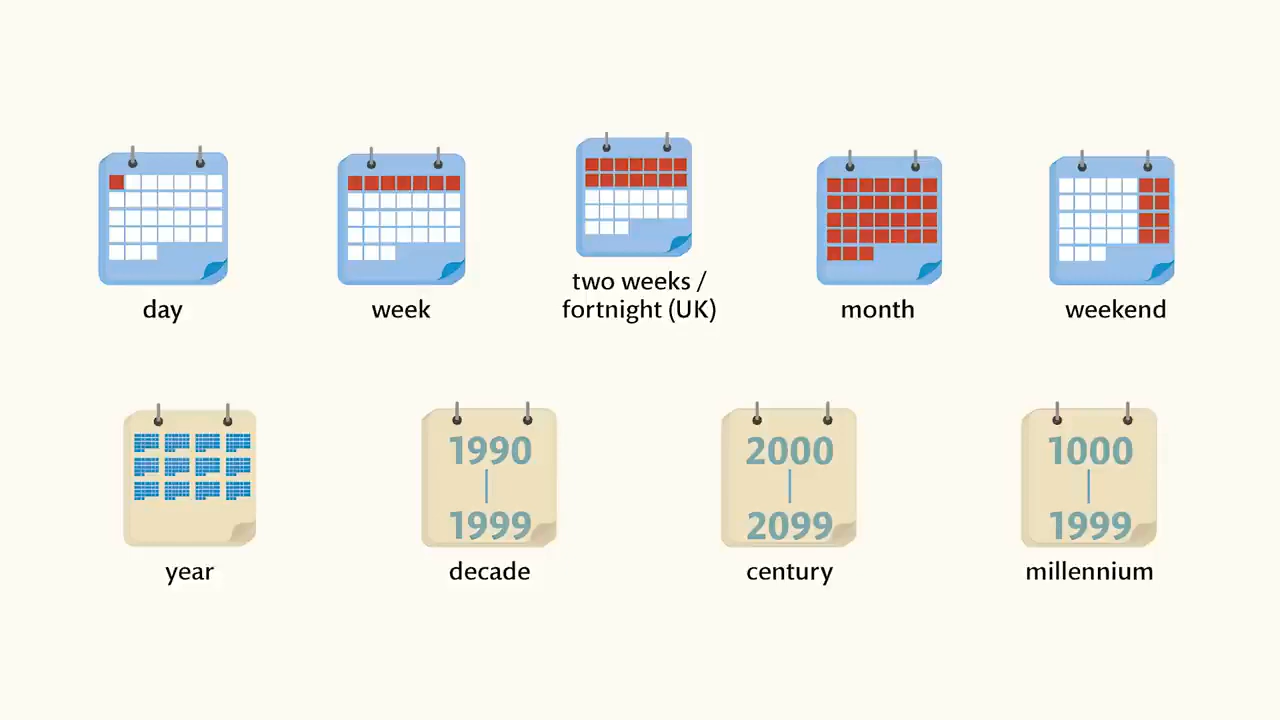 day
week
two weeks /
fortnight (UK)
month
weekend
year
1990
1999
decade
2000
2099
century
1000
1999
millennium